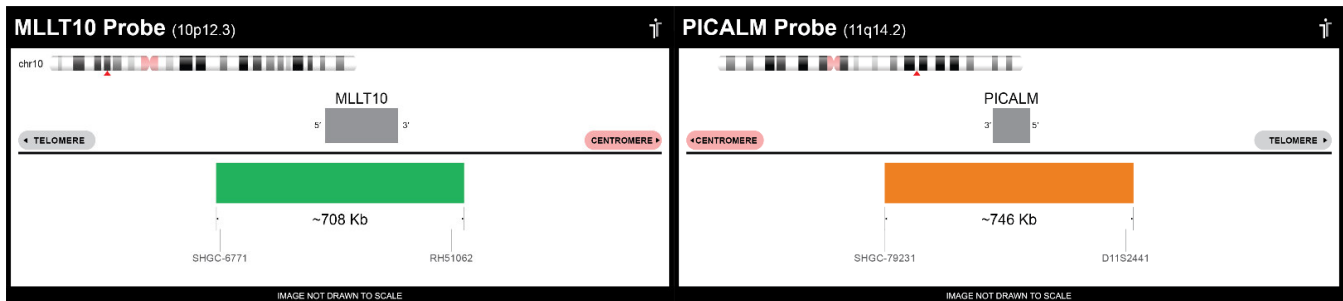 MLLT10 Probe (10p12.3)
chr10
MLLT10
5' 3'
◂ TELOMERE CENTROMERE ▸
~708 Kb
SHGC-6771 RH51062
IMAGE NOT DRAWN TO SCALE
PICALM Probe (11q14.2)
PICALM
3' 5'
◂CENTROMERE TELOMERE ▸
~746 Kb
SHGC-79231 D11S2441
IMAGE NOT DRAWN TO SCALE